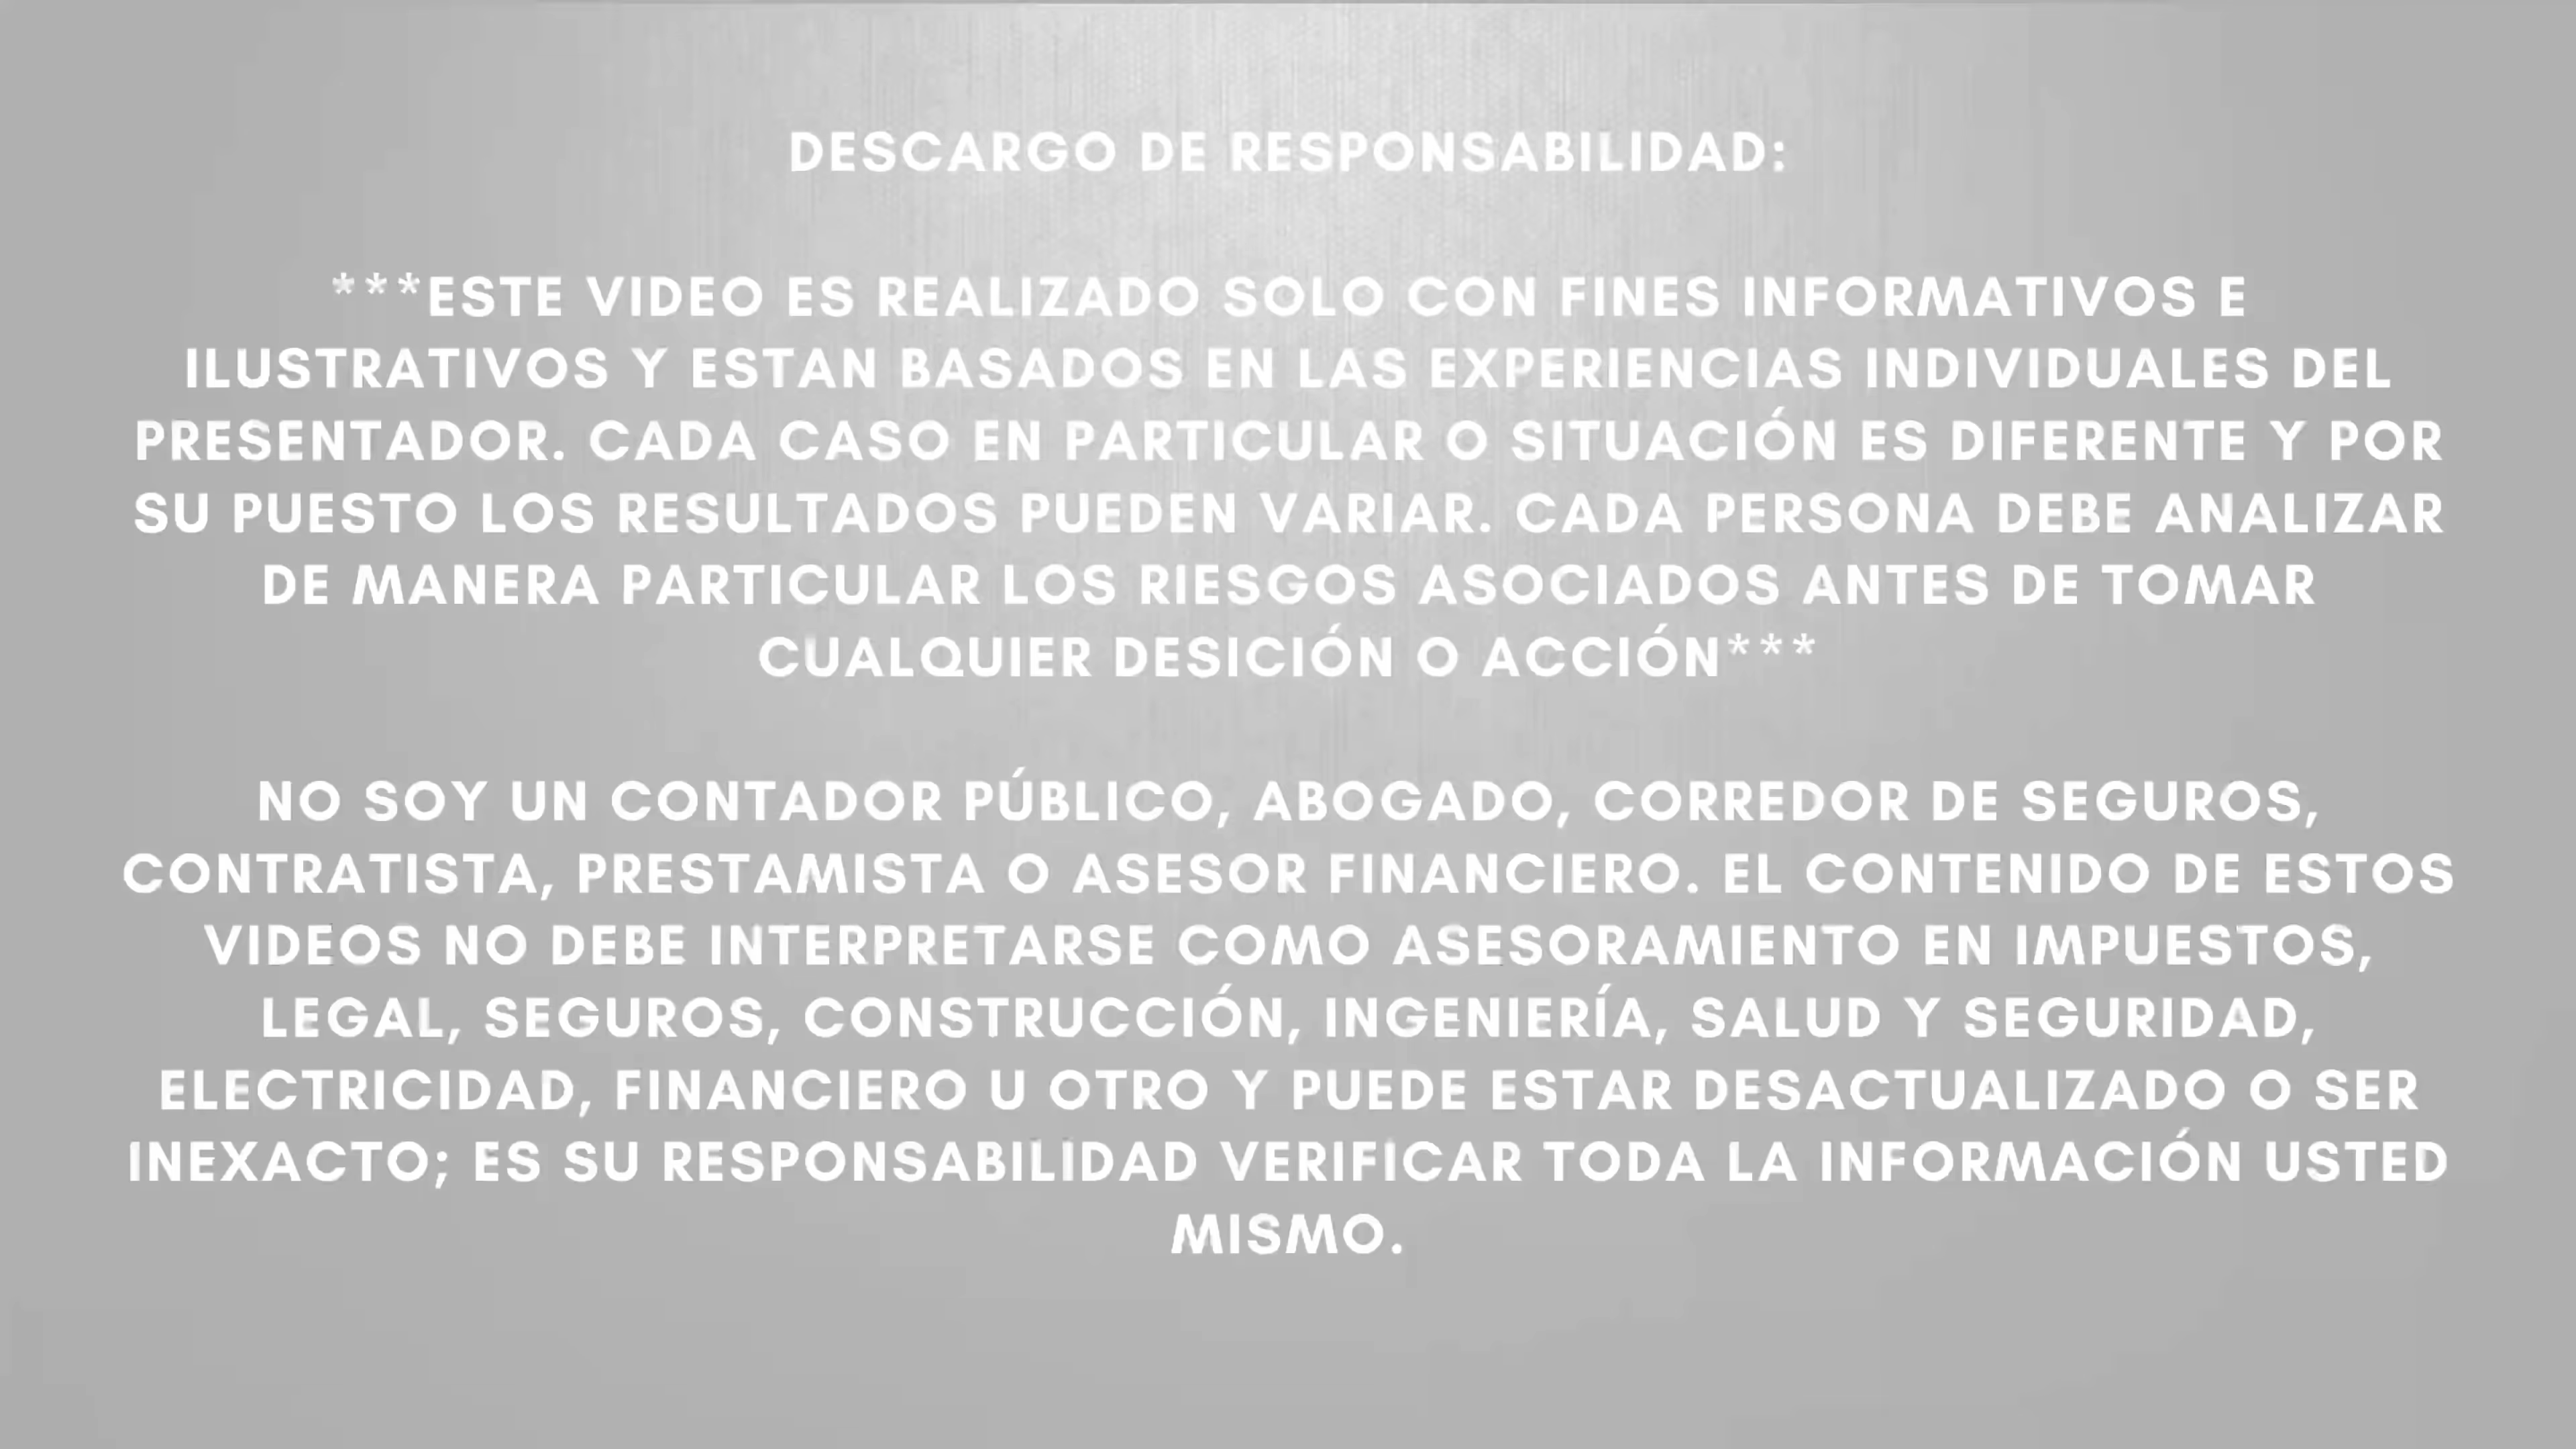 DESCARGO DE RESPONSABILIDAD:
***ESTE VIDEO ES REALIZADO SOLO CON FINES INFORMATIVOS E
ILUSTRATIVOS Y ESTAN BASADOS EN LAS EXPERIENCIAS INDIVIDUALES DEL
PRESENTADOR. CADA CASO EN PARTICULAR O SITUACIÓN ES DIFERENTE Y POR
SU PUESTO LOS RESULTADOS PUEDEN VARIAR. CADA PERSONA DEBE ANALIZAR
DE MANERA PARTICULAR LOS RIESGOS ASOCIADOS ANTES DE TOMAR
CUALQUIER DESICIÓN O ACCIÓN***
NO SOY UN CONTADOR PÚBLICO, ABOGADO, CORREDOR DE SEGUROS,
CONTRATISTA, PRESTAMISTA O ASESOR FINANCIERO. EL CONTENIDO DE ESTOS
VIDEOS NO DEBE INTERPRETARSE COMO ASESORAMIENTO EN IMPUESTOS,
LEGAL, SEGUROS, CONSTRUCCIÓN, INGENIERÍA, SALUD Y SEGURIDAD,
ELECTRICIDAD, FINANCIERO U OTRO Y PUEDE ESTAR DESACTUALIZADO O SER
INEXACTO; ES SU RESPONSABILIDAD VERIFICAR TODA LA INFORMACIÓN USTED
MISMO.